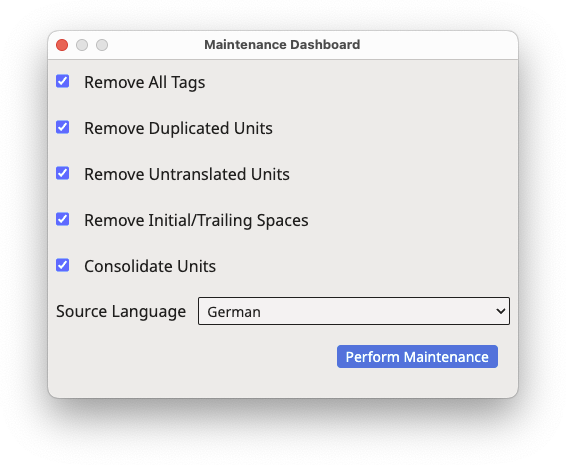 Maintenance Dashboard
Remove All Tags
Remove Duplicated Units
Remove Untranslated Units
Remove Initial/Trailing Spaces
Consolidate Units
Source Language German
Perform Maintenance